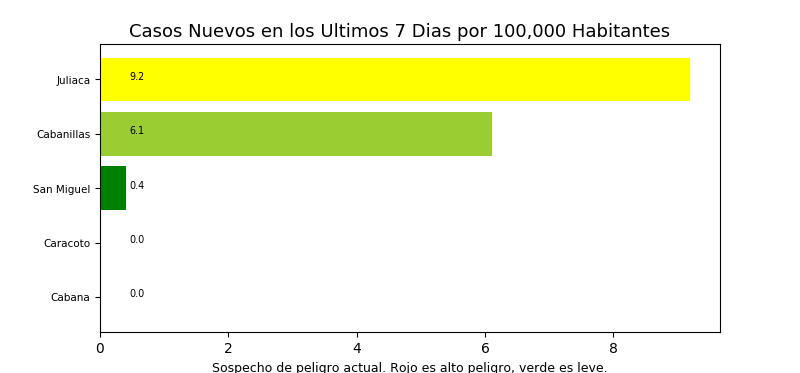 Casos Nuevos en los Ultimos 7 Dias por 100,000 Habitantes
Juliaca 9.2
Cabanillas 6.1
San Miguel 0.4
Caracoto 0.0
Cabana 0.0
0 2 4 6 8
Sospecho de peligro actual. Rojo es alto peligro, verde es leve.